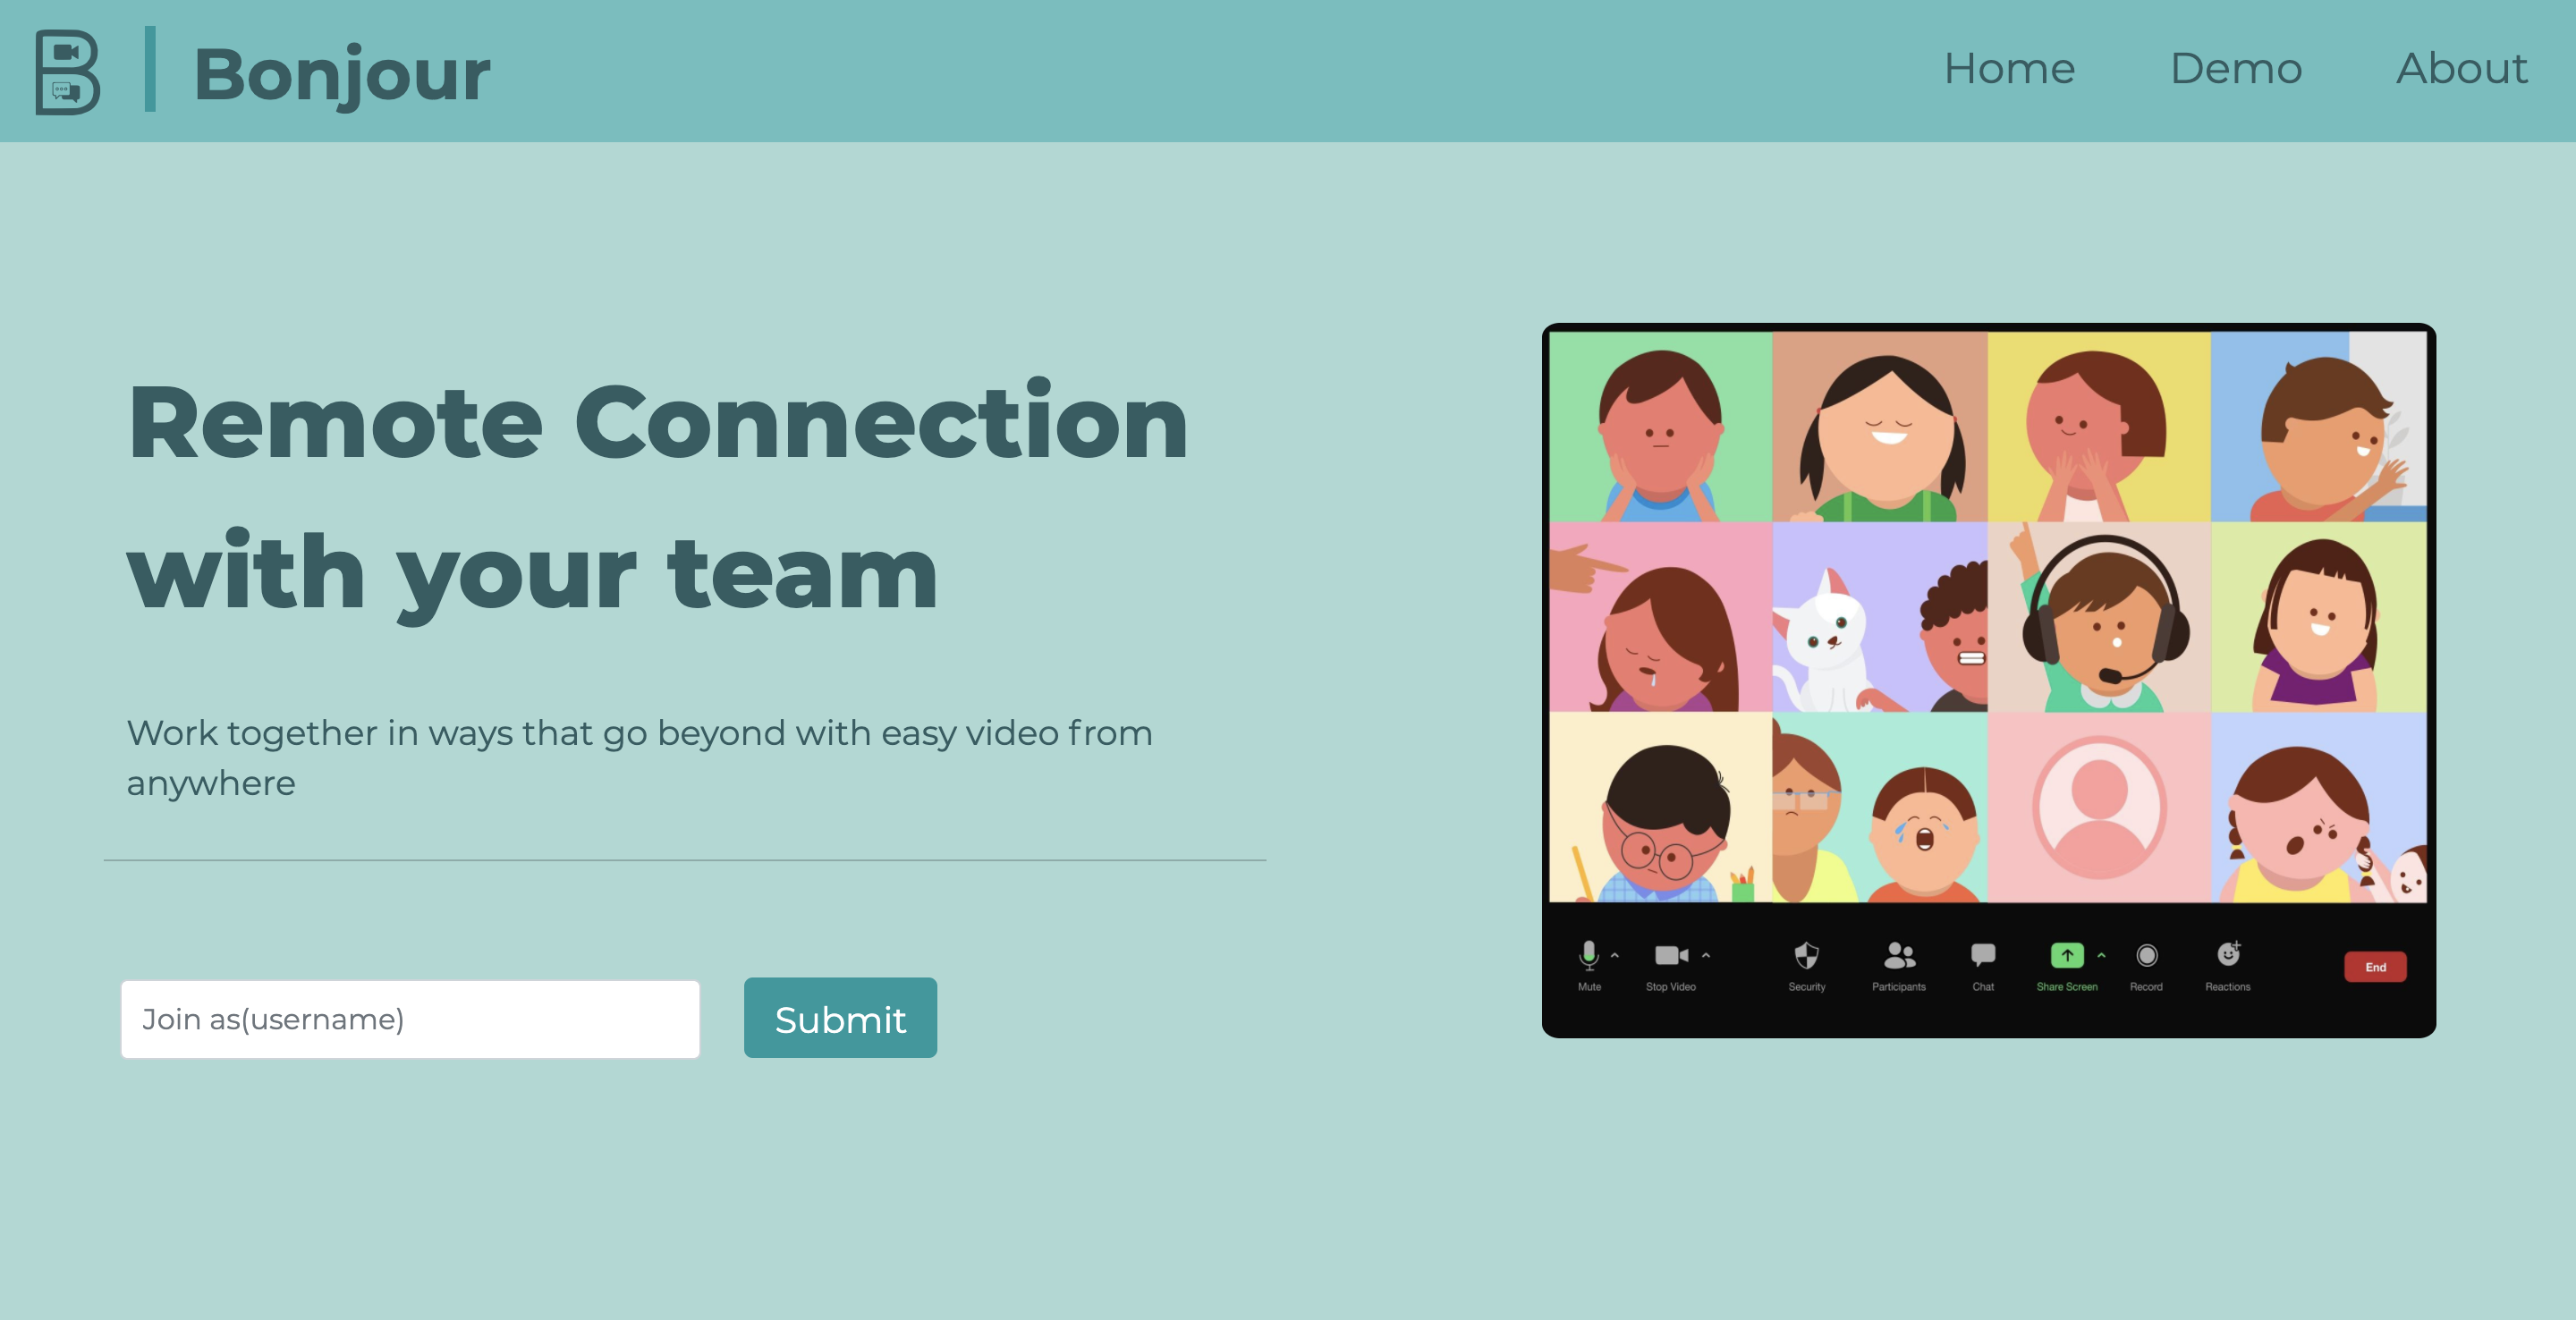 B | Bonjour
Home Demo About
Remote Connection
with your team
Work together in ways that go beyond with easy video from
anywhere
Join as(username)
Submit
Mute
Stop Video
Security
Participants
Chat
Share Screen
Record
Reactions
End